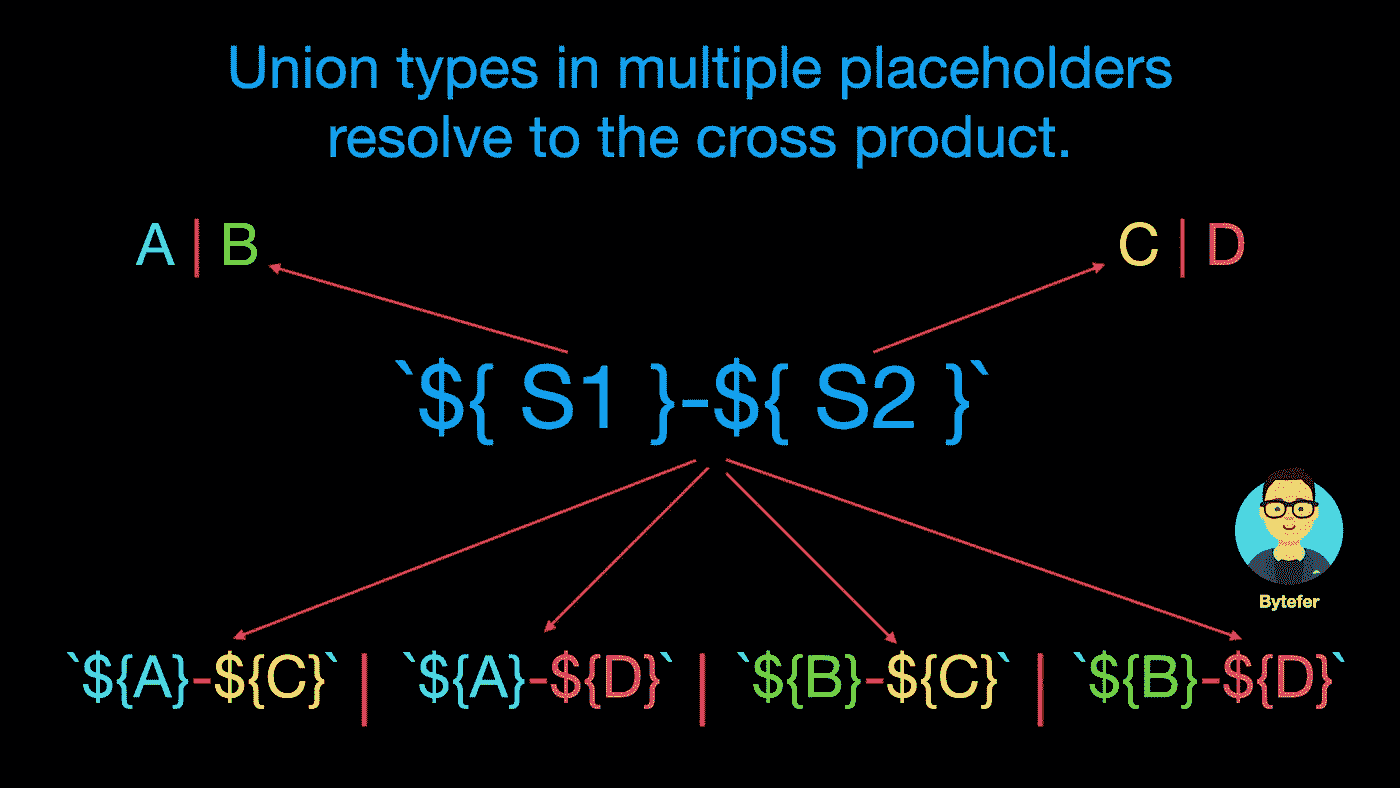 Union types in multiple placeholders
resolve to the cross product.
A | B
C | D
`${ S1 }-${ S2 }`
Bytefer
`${A}-${C}` | `${A}-${D}` | `${B}-${C}` | `${B}-${D}`